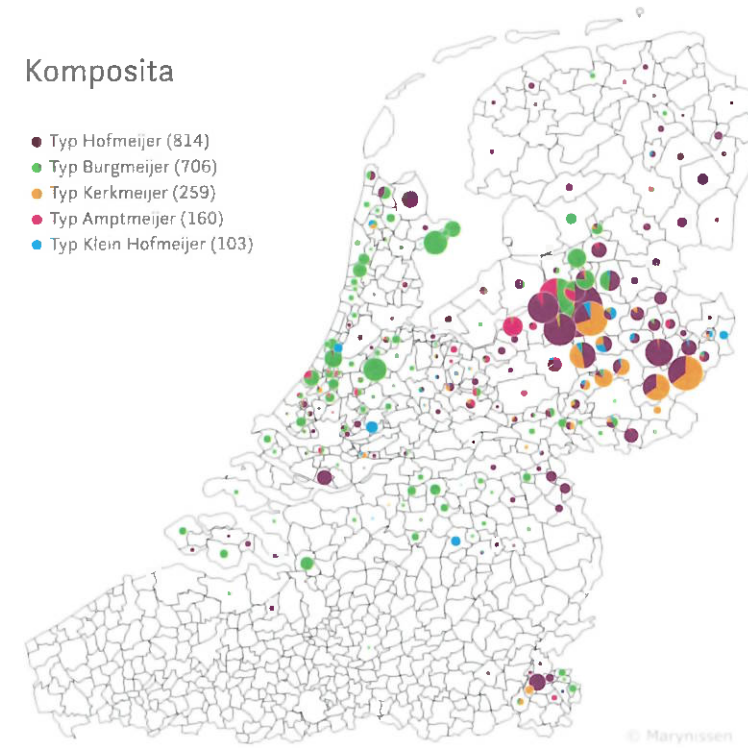 Komposita
Typ Hofmeijer (814)
Typ Burgmeijer (706)
Typ Kerkmeijer (259)
Typ Amptmeijer (160)
Typ Klein Hofmeijer (103)
© Marynissen